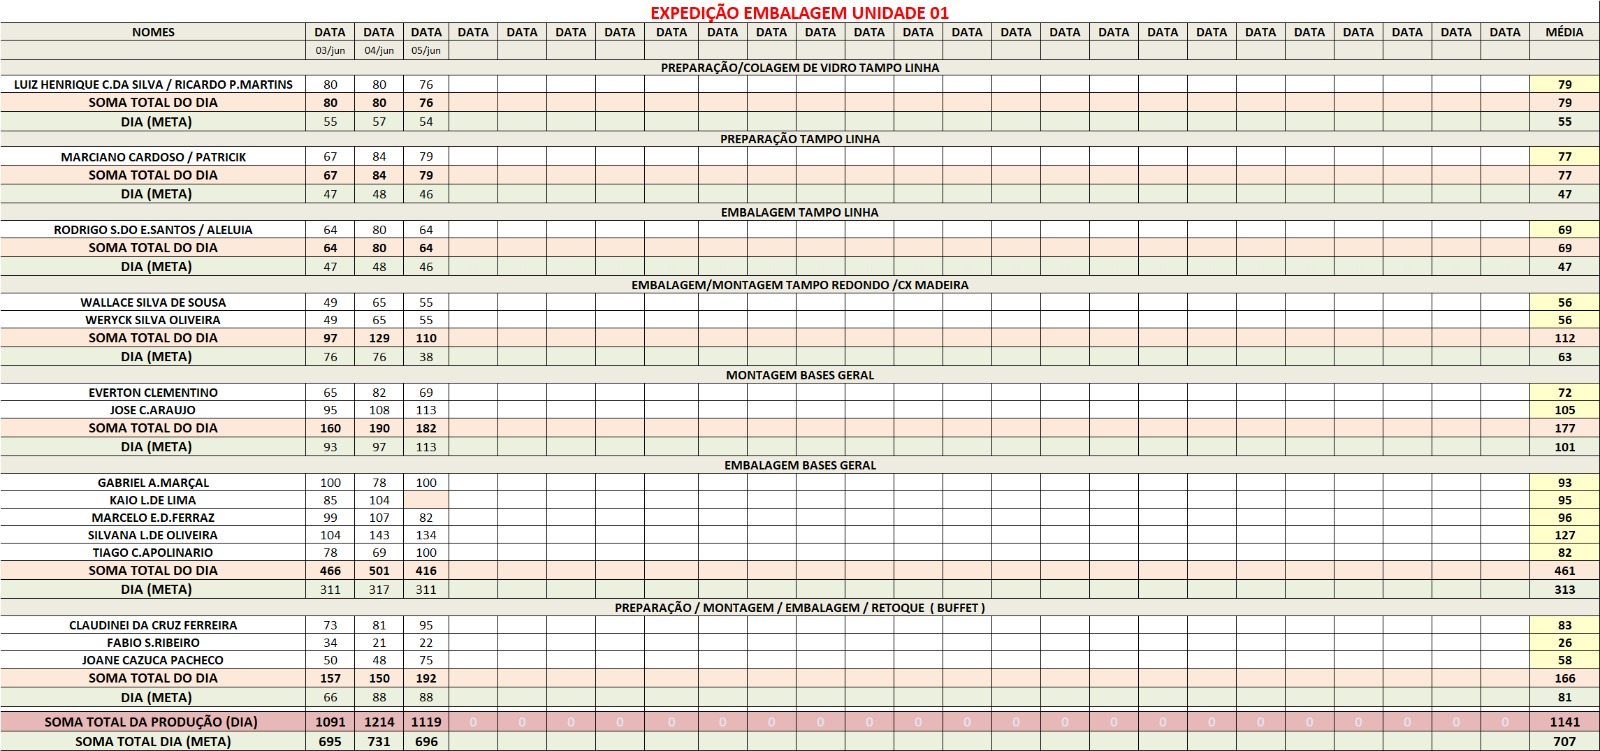 EXPEDIÇÃO EMBALAGEM UNIDADE 01
NOMES DATA DATA DATA DATA DATA DATA DATA DATA DATA DATA DATA DATA DATA DATA DATA DATA DATA DATA DATA DATA DATA DATA DATA DATA DATA MÉDIA
03/jun 04/jun 05/jun
PREPARAÇÃO/COLAGEM DE VIDRO TAMPO LINHA
LUIZ HENRIQUE C.DA SILVA / RICARDO P.MARTINS 80 80 76 79
SOMA TOTAL DO DIA 80 80 76 79
DIA (META) 55 57 54 55
PREPARAÇÃO TAMPO LINHA
MARCIANO CARDOSO / PATRICIK 67 84 79 77
SOMA TOTAL DO DIA 67 84 79 77
DIA (META) 47 48 46 47
EMBALAGEM TAMPO LINHA
RODRIGO S.DO E.SANTOS / ALELUIA 64 80 64 69
SOMA TOTAL DO DIA 64 80 64 69
DIA (META) 47 48 46 47
EMBALAGEM/MONTAGEM TAMPO REDONDO /CX MADEIRA
WALLACE SILVA DE SOUSA 49 65 55 56
WERYCK SILVA OLIVEIRA 49 65 55 56
SOMA TOTAL DO DIA 97 129 110 112
DIA (META) 76 76 38 63
MONTAGEM BASES GERAL
EVERTON CLEMENTINO 65 82 69 72
JOSE C.ARAUJO 95 108 113 105
SOMA TOTAL DO DIA 160 190 182 177
DIA (META) 93 97 113 101
EMBALAGEM BASES GERAL
GABRIEL A.MARÇAL 100 78 100 93
KAIO L.DE LIMA 85 104 95
MARCELO E.D.FERRAZ 99 107 82 96
SILVANA L.DE OLIVEIRA 104 143 134 127
TIAGO C.APOLINARIO 78 69 100 82
SOMA TOTAL DO DIA 466 501 416 461
DIA (META) 311 317 311 313
PREPARAÇÃO / MONTAGEM / EMBALAGEM / RETOQUE ( BUFFET )
CLAUDINEI DA CRUZ FERREIRA 73 81 95 83
FABIO S.RIBEIRO 34 21 22 26
JOANE CAZUCA PACHECO 50 48 75 58
SOMA TOTAL DO DIA 157 150 192 166
DIA (META) 66 88 88 81
SOMA TOTAL DA PRODUÇÃO (DIA) 1091 1214 1119 0 0 0 0 0 0 0 0 0 0 0 0 0 0 0 0 0 0 0 0 0 0 1141
SOMA TOTAL DIA (META) 695 731 696 707